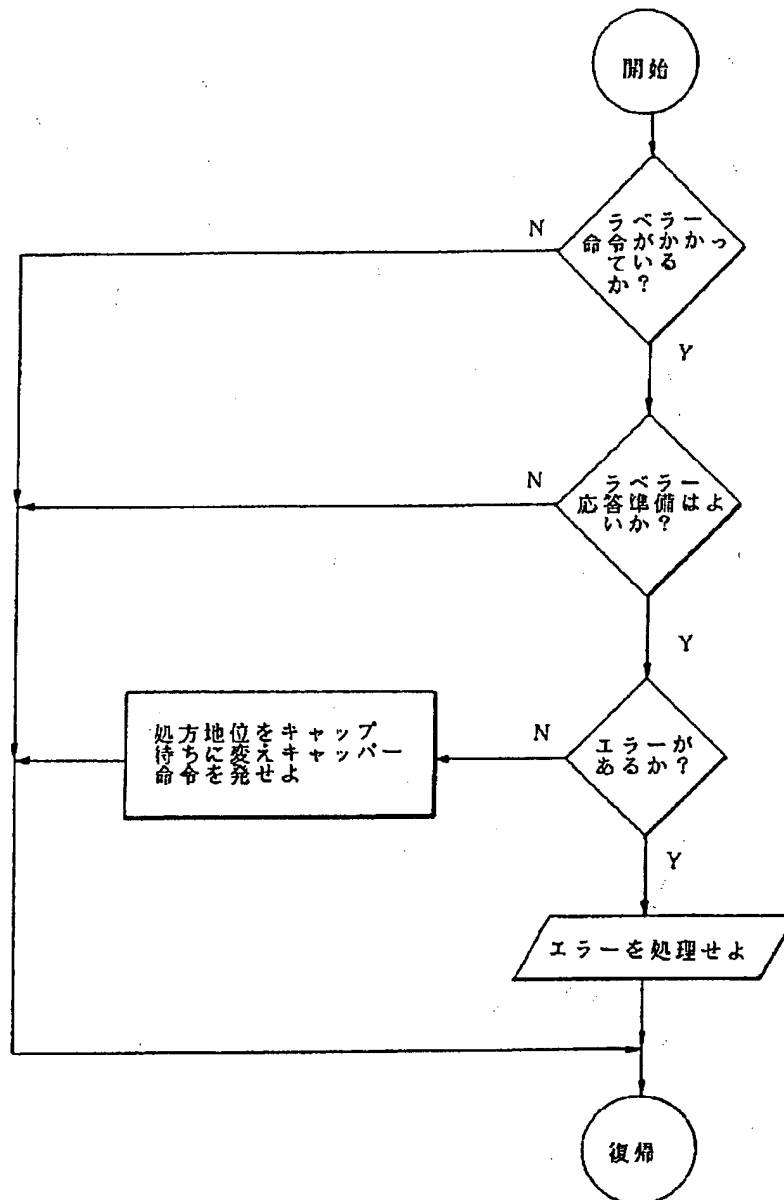 開始
ラベラー
命令がかかっ
ている
か?
N
Y
ラベラー
応答準備はよ
いか?
N
Y
エラーが
あるか?
N
処方地位をキャップ
待ちに変えキャッパー
命令を発せよ
Y
エラーを処理せよ
復帰